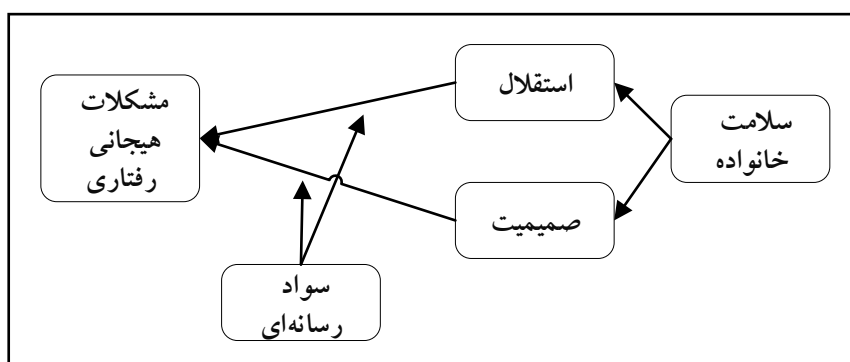 سلامت
خانواده
استقلال
صمیمیت
سواد
رسانه‌ای
مشکلات
هیجانی
رفتاری